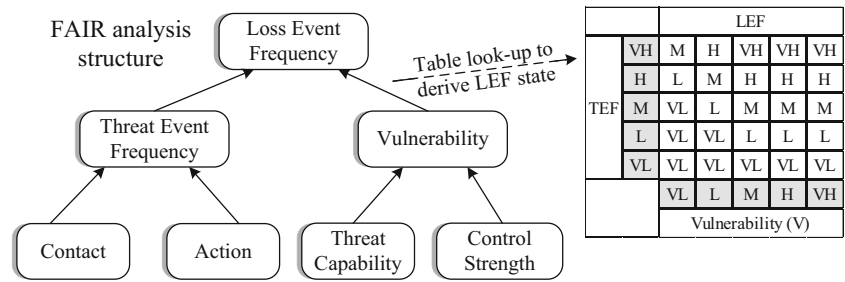 FAIR analysis
structure
Loss Event
Frequency
Table look-up to
derive LEF state
Threat Event
Frequency
Vulnerability
Contact
Action
Threat
Capability
Control
Strength
LEF
VH M H VH VH VH
H L M H H H
TEF M VL L M M M
L VL VL L L L
VL VL VL VL VL VL
VL L M H VH
Vulnerability (V)